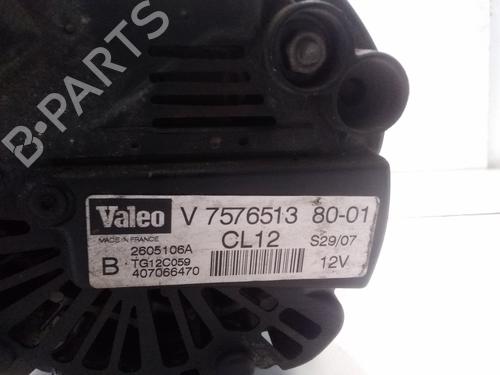 B-PARTS
Valeo V 7576513 80-01
MADE IN FRANCE CL12 S29/07
2605106A
B TG12C059 12V
407066470